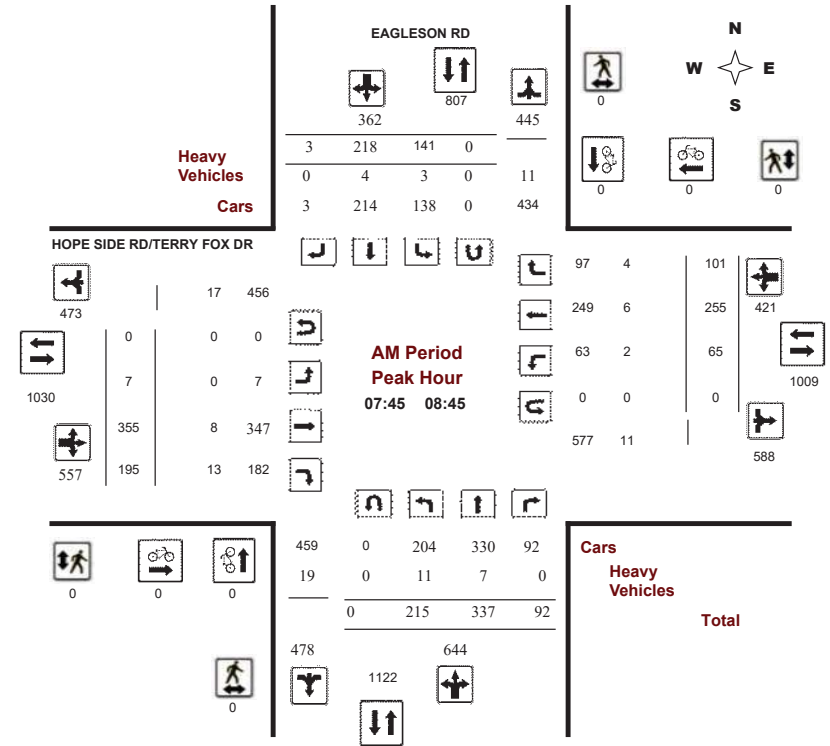 EAGLESON RD
N
W E
S
807
0
362 445
3 218 141 0
Heavy
Vehicles
0 4 3 0 11
0 0 0
Cars
3 214 138 0 434
HOPE SIDE RD/TERRY FOX DR
97 4 101
17 456
473
249 6 255 421
0 0 0
AM Period
63 2 65
Peak Hour
1009
7 0 7
1030
07:45 08:45
0 0 0
355 8 347
577 11
588
557 195 13 182
459 0 204 330 92
Cars
19 0 11 7 0
Heavy
Vehicles
0 0 0
0 215 337 92
Total
478 644
1122
0